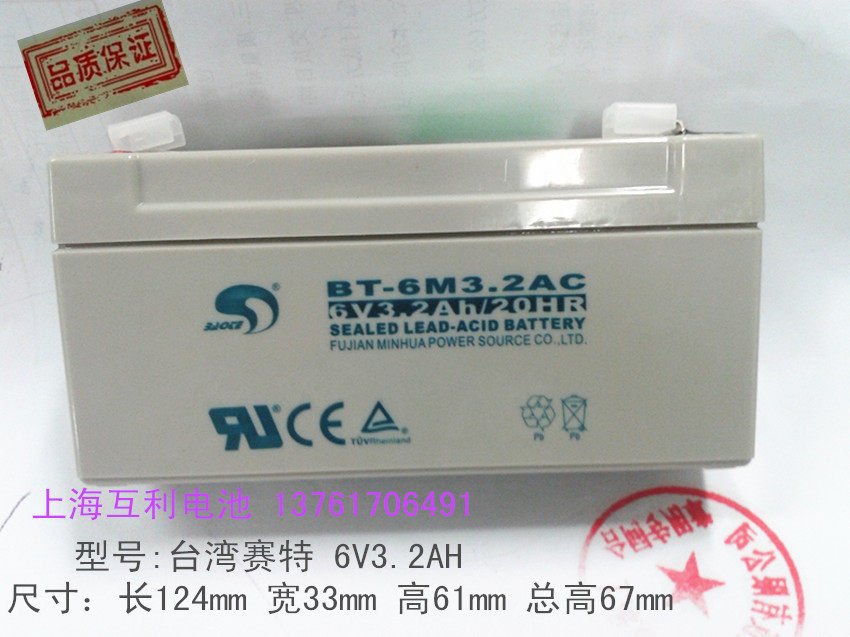 品质保证
BT-6M3.2AC
6V3.2Ah/20HR
SEALED LEAD-ACID BATTERY
FUJIAN MINHUA POWER SOURCE CO.,LTD.
CE
TÜVRheinland
Pb
Pb
上海互利电池 13761706491
型号:台湾赛特 6V3.2AH
尺寸：长124mm 宽33mm 高61mm 总高67mm